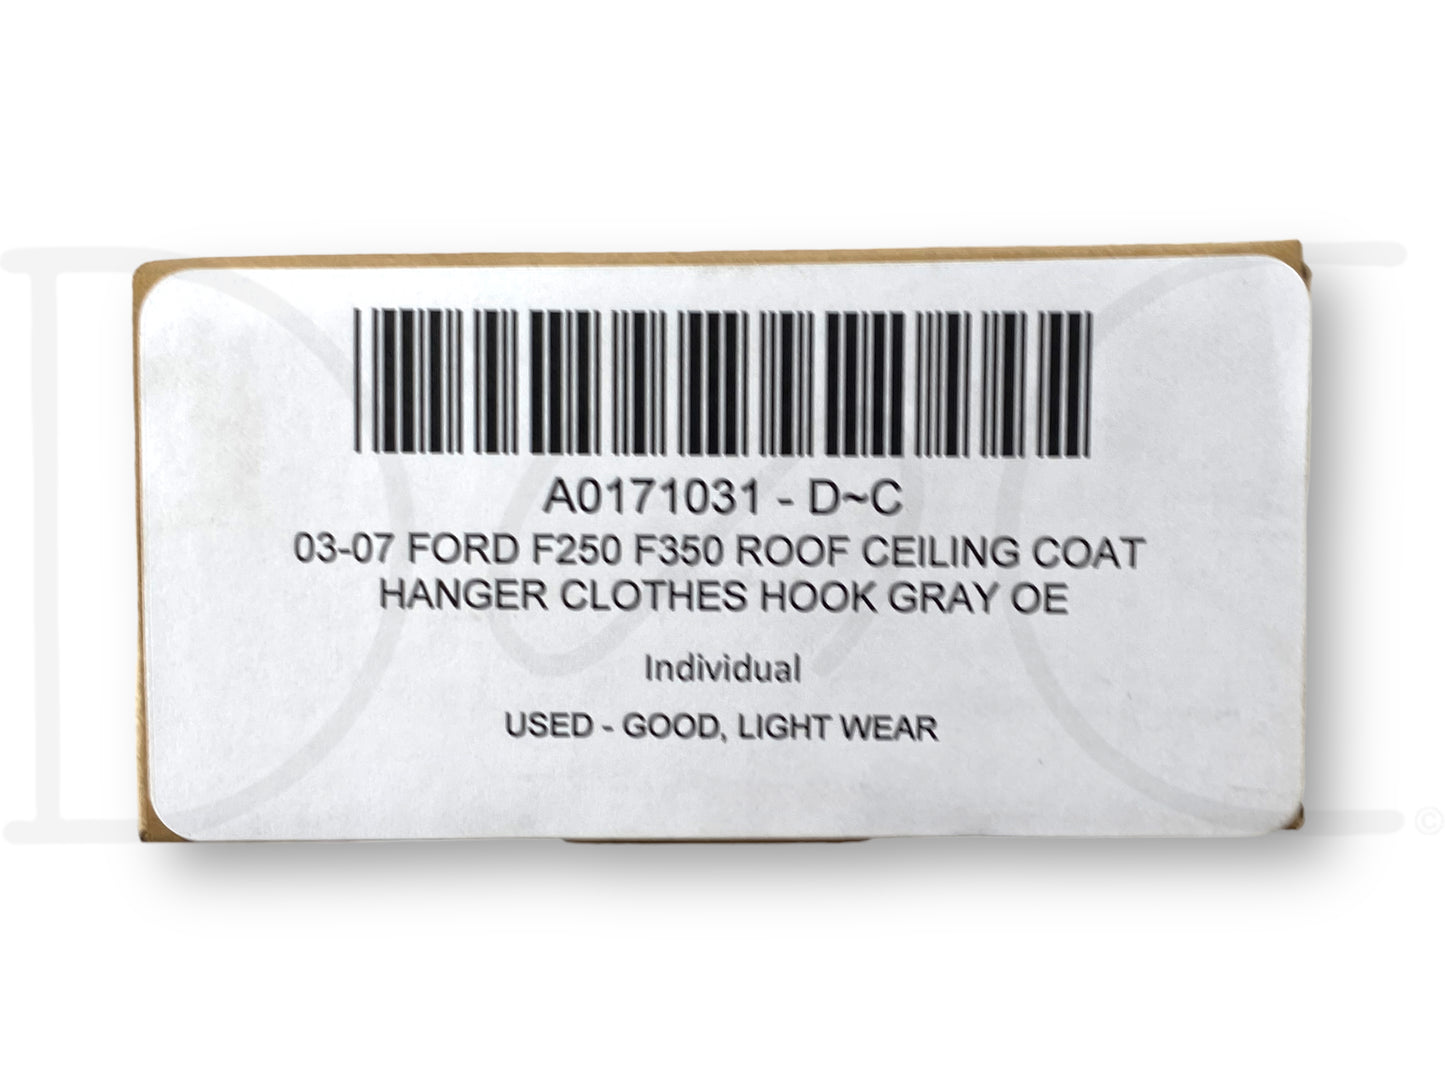 A0171031 - D~C
03-07 FORD F250 F350 ROOF CEILING COAT
HANGER CLOTHES HOOK GRAY OE
Individual
USED - GOOD, LIGHT WEAR
©